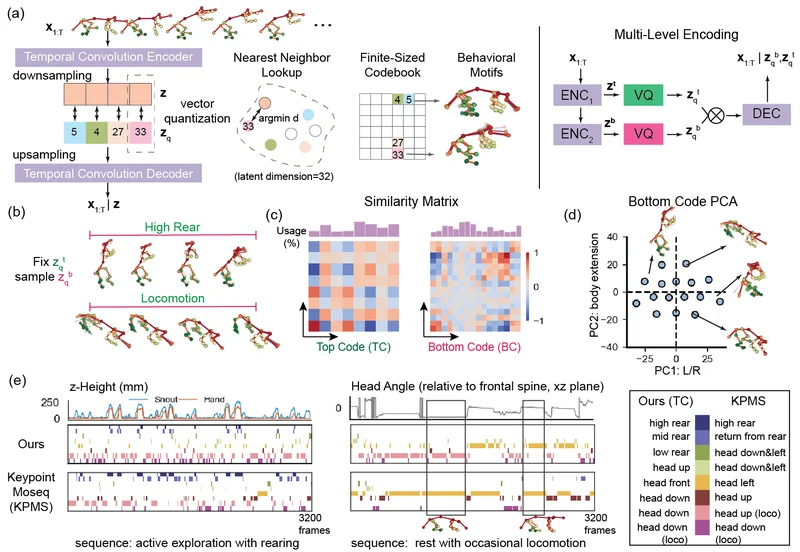 (a)
x1:T
Temporal Convolution Encoder
downsampling
z
5 4 27 33
zq
vector
quantization
upsampling
Temporal Convolution Decoder
x1:T | z
Nearest Neighbor
Lookup
argmin d
33
(latent dimension=32)
Finite-Sized
Codebook
4 5
27
33
Behavioral
Motifs
...
Multi-Level Encoding
x1:T
ENC1
zt
VQ
zqt
ENC2
zb
VQ
zqb
DEC
x1:T | zqb,zqt
(b)
High Rear
Fix zqt
sample zqb
Locomotion
(c)
Similarity Matrix
Usage
(%)
Top Code (TC)
Bottom Code (BC)
1
0
−1
(d)
Bottom Code PCA
PC2: body extension
40
20
0
−20
−40
−25 0 25
PC1: L/R
(e)
z-Height (mm)
250
0
Snout Hand
Ours
Keypoint
Moseq
(KPMS)
3200
frames
sequence: active exploration with rearing
Head Angle (relative to frontal spine, xz plane)
0
3200
frames
sequence: rest with occasional locomotion
Ours (TC) KPMS
high rear high rear
mid rear return from rear
low rear head down&left
head up head down&left
head front head left
head down head up
head down head up (loco)
head down (loco) head down (loco)